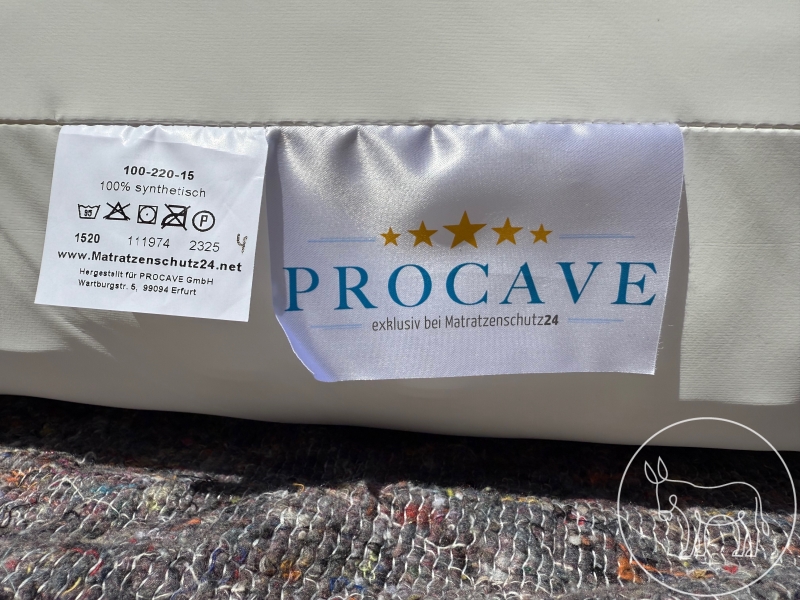 100-220-15
100% synthetisch
95 P
1520 111974 2325 4
www.Matratzenschutz24.net
Hergestellt für PROCAVE GmbH
Wartburgstr. 5, 99094 Erfurt
PROCAVE
exklusiv bei Matratzenschutz24